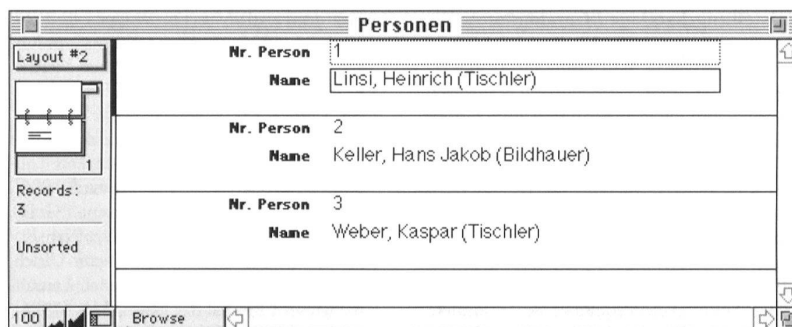 Personen
Layout #2
1
Records:
3
Unsorted
Nr. Person 1
Name Linsi, Heinrich (Tischler)
Nr. Person 2
Name Keller, Hans Jakob (Bildhauer)
Nr. Person 3
Name Weber, Kaspar (Tischler)
100 Browse